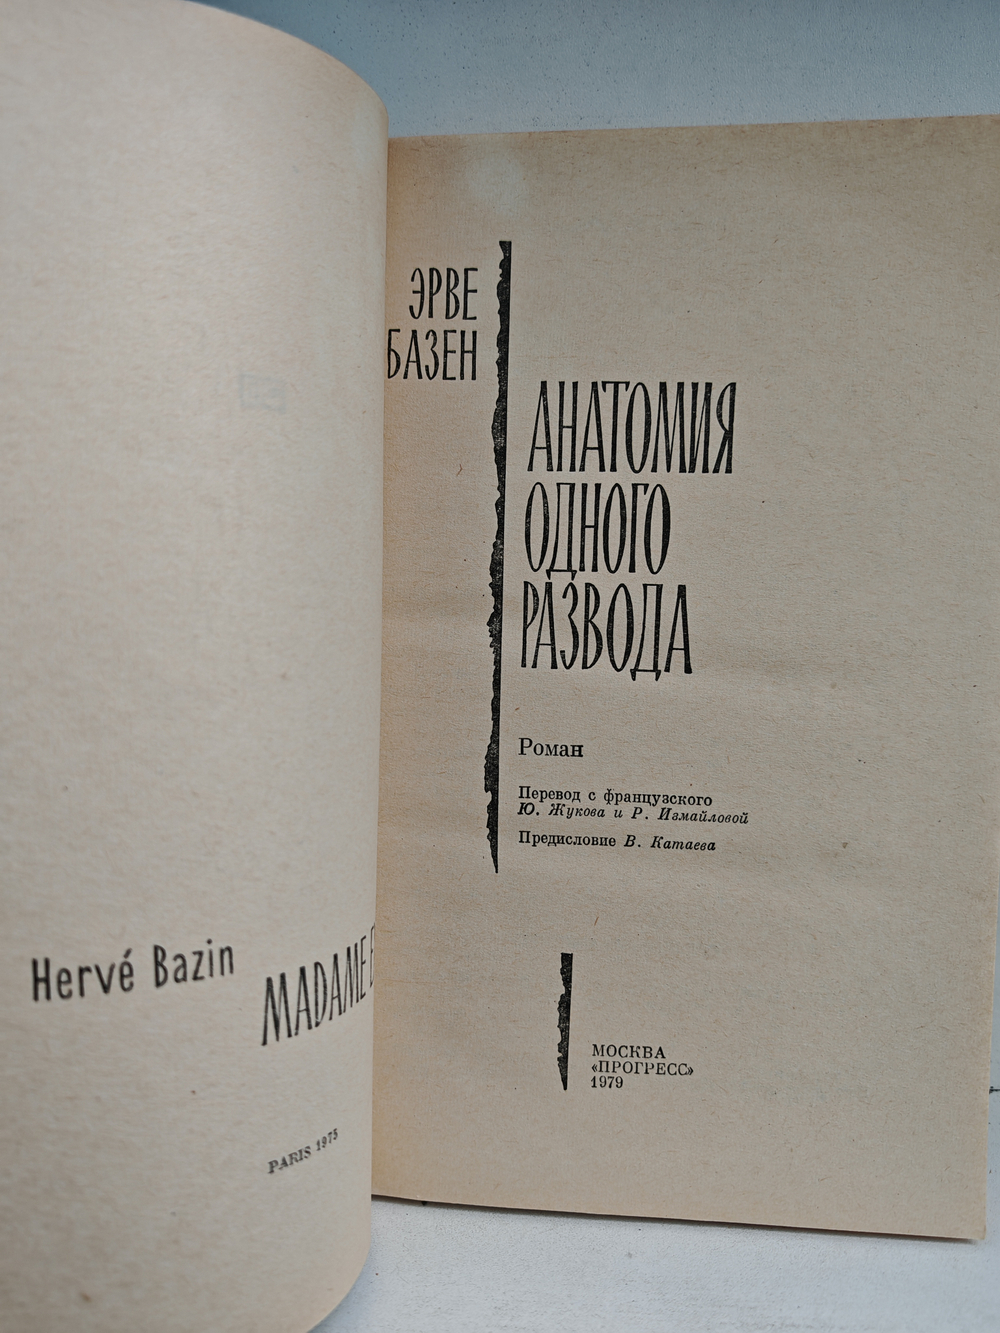 Hervé Bazin
MADAME
PARIS 1975
ЭРВЕ
БАЗЕН
АНАТОМИЯ
ОДНОГО
РАЗВОДА
Роман
Перевод с французского
Ю. Жукова и Р. Измайловой
Предисловие В. Катаева
МОСКВА
«ПРОГРЕСС»
1979